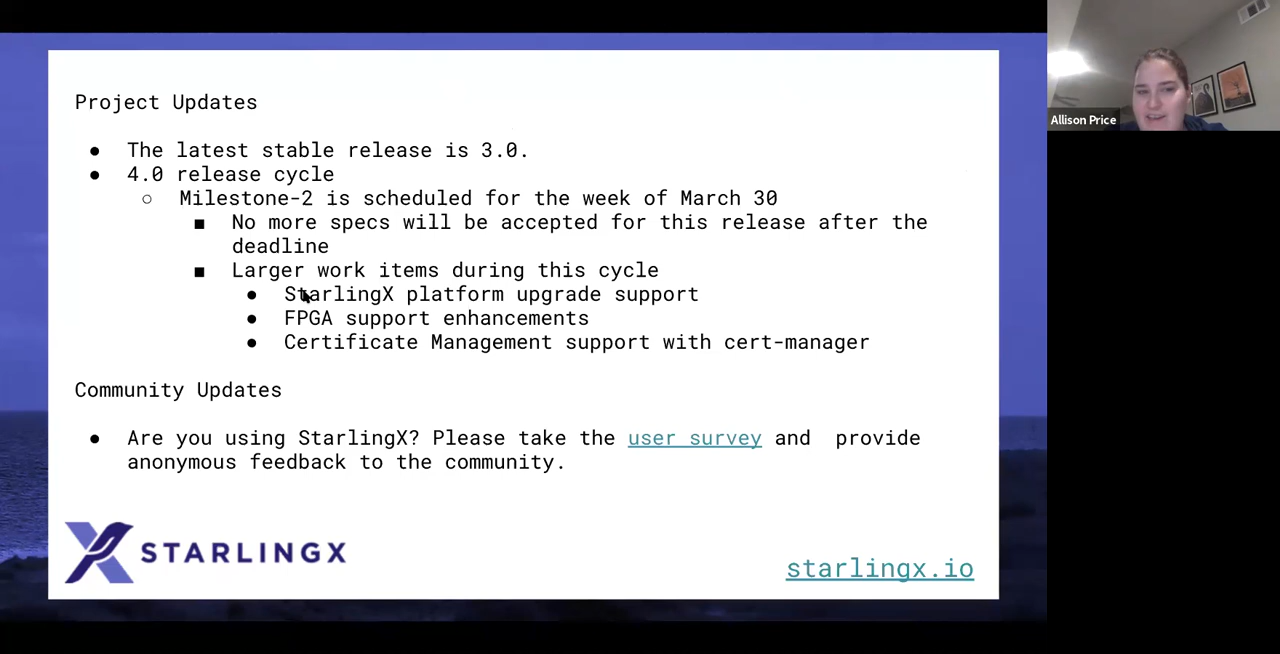 Project Updates
● The latest stable release is 3.0.
● 4.0 release cycle
○ Milestone-2 is scheduled for the week of March 30
■ No more specs will be accepted for this release after the
deadline
■ Larger work items during this cycle
● StarlingX platform upgrade support
● FPGA support enhancements
● Certificate Management support with cert-manager
Community Updates
● Are you using StarlingX? Please take the user survey and  provide
anonymous feedback to the community.
STARLINGX
starlingx.io
Allison Price